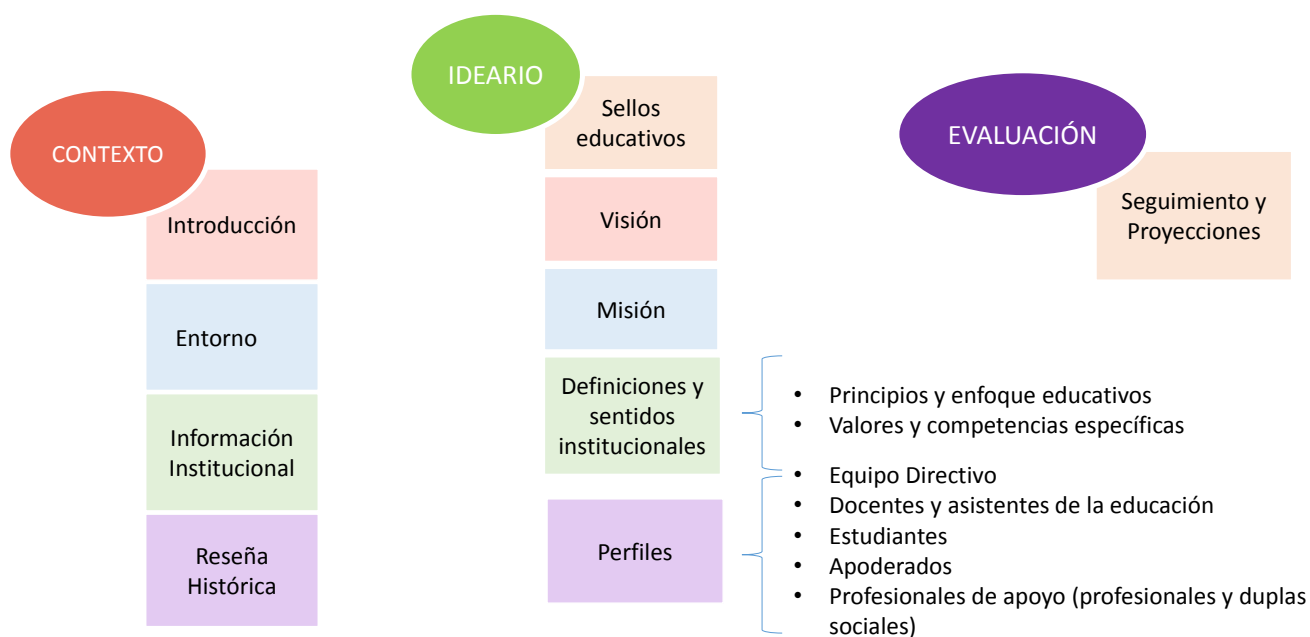 CONTEXTO
Introducción
Entorno
Información
Institucional
Reseña
Histórica
IDEARIO
Sellos
educativos
Visión
Misión
Definiciones y
sentidos
institucionales
• Principios y enfoque educativos
• Valores y competencias específicas
Perfiles
• Equipo Directivo
• Docentes y asistentes de la educación
• Estudiantes
• Apoderados
• Profesionales de apoyo (profesionales y duplas
sociales)
EVALUACIÓN
Seguimiento y
Proyecciones